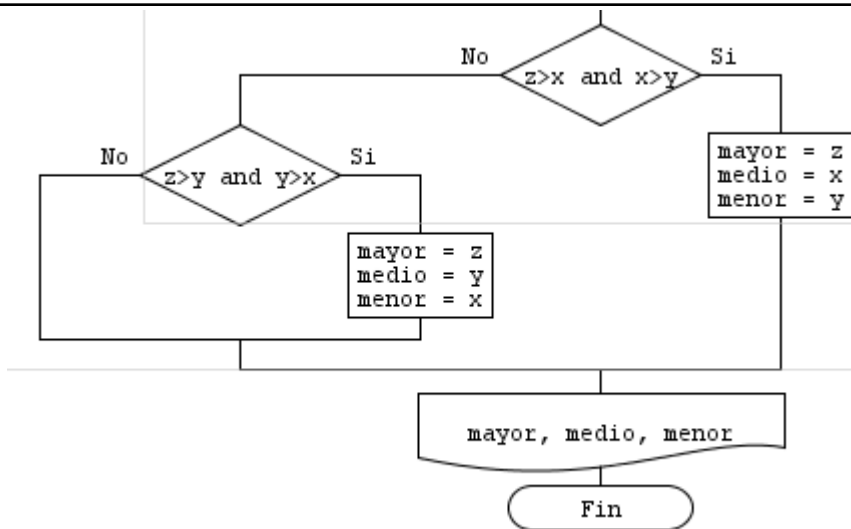 No
Si
z>x and x>y
mayor = z
medio = x
menor = y
No
Si
z>y and y>x
mayor = z
medio = y
menor = x
mayor, medio, menor
Fin